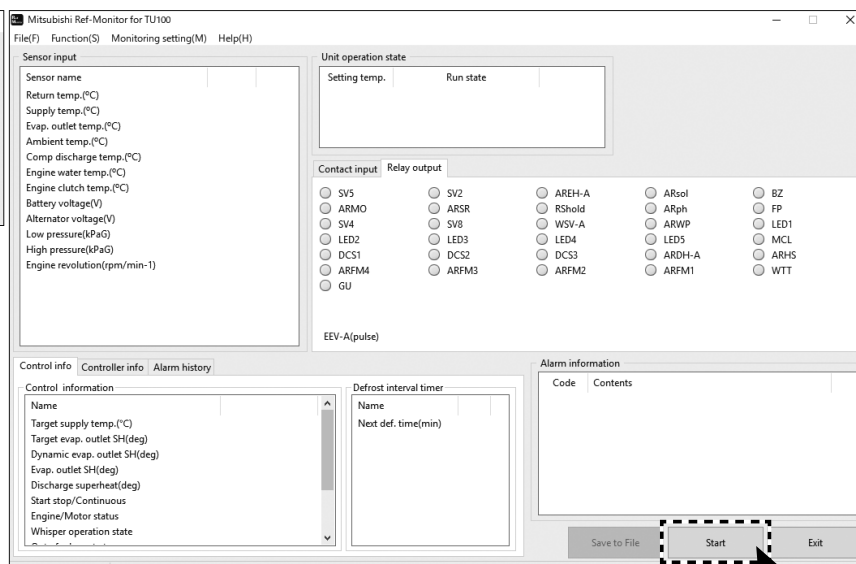 Mitsubishi Ref-Monitor for TU100
File(F) Function(S) Monitoring setting(M) Help(H)
Sensor input
Sensor name
Return temp.(ºC)
Supply temp.(ºC)
Evap. outlet temp.(ºC)
Ambient temp.(ºC)
Comp discharge temp.(ºC)
Engine water temp.(ºC)
Engine clutch temp.(ºC)
Battery voltage(V)
Alternator voltage(V)
Low pressure(kPaG)
High pressure(kPaG)
Engine revolution(rpm/min-1)
Unit operation state
Setting temp. Run state
Contact input Relay output
SV5 SV2 AREH-A ARsol BZ
ARMO ARSR RShold ARph FP
SV4 SV8 WSV-A ARWP LED1
LED2 LED3 LED4 LED5 MCL
DCS1 DCS2 DCS3 ARDH-A ARHS
ARFM4 ARFM3 ARFM2 ARFM1 WTT
GU
EEV-A(pulse)
Control info Controller info Alarm history
Control information
Name
Target supply temp.(°C)
Target evap. outlet SH(deg)
Dynamic evap. outlet SH(deg)
Evap. outlet SH(deg)
Discharge superheat(deg)
Start stop/Continuous
Engine/Motor status
Whisper operation state
Defrost interval timer
Name
Next def. time(min)
Alarm information
Code Contents
Save to File Start Exit